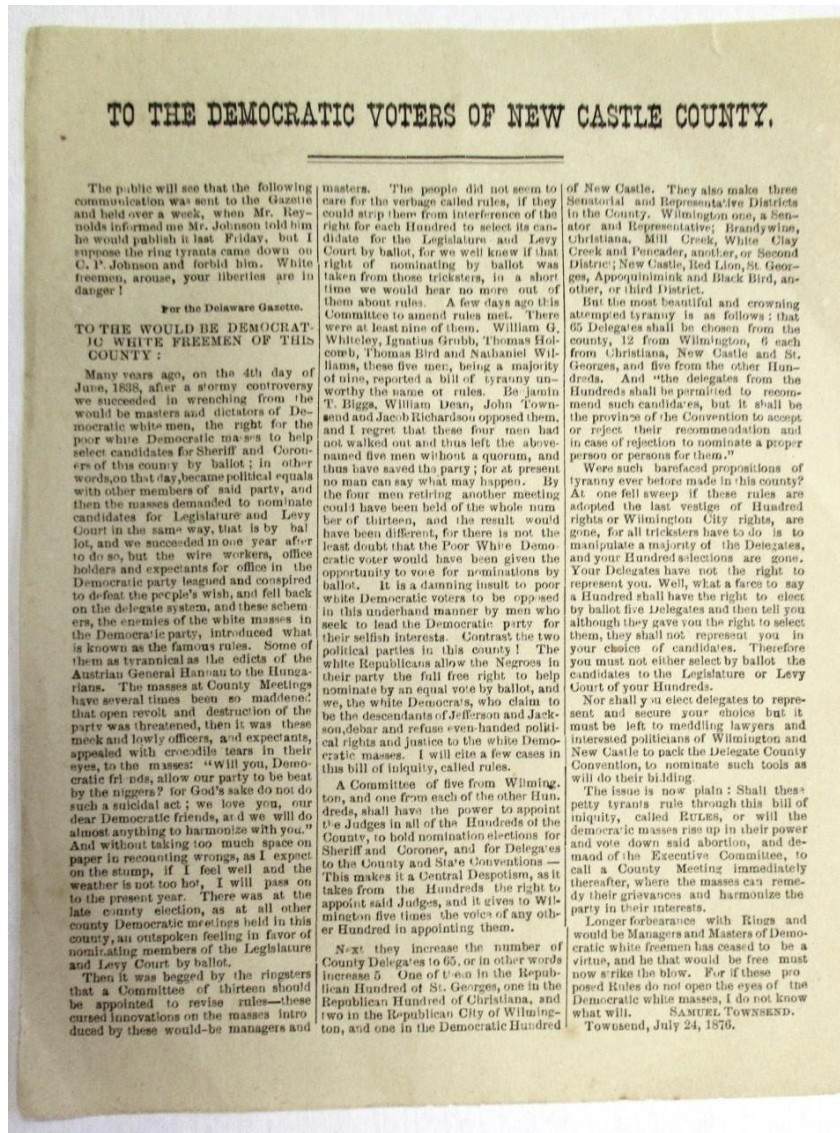 TO THE DEMOCRATIC VOTERS OF NEW CASTLE COUNTY.
The public will see that the following
communication was sent to the Gazette
and held over a week, when Mr. Rey-
nolds informed me Mr. Johnson told him
he would publish it last Friday, but I
suppose the ring tyrants came down on
C. P. Johnson and forbid him. White
freemen, arouse, your liberties are in
danger!
For the Delaware Gazette.
TO THE WOULD BE DEMOCRAT-
IC WHITE FREEMEN OF THIS
COUNTY:
Many years ago, on the 4th day of
June, 1838, after a stormy controversy
we succeeded in wrenching from the
would be masters and dictators of De-
mocratic white men, the right for the
poor white Democratic masses to help
select candidates for Sheriff and Coron-
ers of this county by ballot; in other
words, on that day, became political equals
with other members of said party, and
then the masses demanded to nominate
candidates for Legislature and Levy
Court in the same way, that is by bal
lot, and we succeeded in one year after
to do so, but the wire workers, office
holders and expectants for office in the
Democratic party leagued and conspired
to defeat the people's wish, and fell back
on the delegate system, and these schem
ers, the enemies of the white masses in
the Democratic party, introduced what
is known as the famous rules. Some of
them as tyrannical as the edicts of the
Austrian General Hannau to the Hunga-
rians. The masses at County Meetings
have several times been so maddened
that open revolt and destruction of the
party was threatened, then it was these
meek and lowly officers, and expectants,
appealed with crocodile tears in their
eyes, to the masses: "Will you, Demo-
cratic fri nds, allow our party to be beat
by the niggers? for God's sake do not do
such a suicidal act; we love you, our
dear Democratic friends, and we will do
almost anything to harmonize with you."
And without taking too much space on
paper in recounting wrongs, as I expect
on the stump, if I feel well and the
weather is not too hot, I will pass on
to the present year. There was at the
late county election, as at all other
county Democratic meetings held in this
county, an outspoken feeling in favor of
nominating members of the Legislature
and Levy Court by ballot.
Then it was begged by the ringsters
that a Committee of thirteen should
be appointed to revise rules—these
cursed innovations on the masses intro
duced by these would-be managers and
masters. The people did not seem to
care for the verbage called rules, if they
could strip them from interference of the
right for each Hundred to select its can-
didate for the Legislature and Levy
Court by ballot, for we well knew if that
right of nominating by ballot was
taken from those tricksters, in a short
time we would hear no more out of
them about rules. A few days ago this
Committee to amend rules met. There
were at least nine of them. William G.
Whiteley, Ignatius Grubb, Thomas Hol-
comb, Thomas Bird and Nathaniel Wil-
liams, these five men, being a majority
of nine, reported a bill of tyranny un-
worthy the name of rules. Be jamin
T. Biggs, William Dean, John Town-
send and Jacob Richardson opposed them,
and I regret that these four men had
not walked out and thus left the above-
named five men without a quorum, and
thus have saved the party; for at present
no man can say what may happen. By
the four men retiring another meeting
could have been held of the whole num
ber of thirteen, and the result would
have been different, for there is not the
least doubt that the Poor White Demo-
cratic voter would have been given the
opportunity to vote for nominations by
ballot. It is a damning insult to poor
white Democratic voters to be opposed
in this underhand manner by men who
seek to lead the Democratic party for
their selfish interests. Contrast the two
political parties in this county! The
white Republicans allow the Negroes in
their party the full free right to help
nominate by an equal vote by ballot, and
we, the white Democrats, who claim to
be the descendants of Jefferson and Jack-
son, debar and refuse even-handed politi-
cal rights and justice to the white Demo-
cratic masses. I will cite a few cases in
this bill of iniquity, called rules.
A Committee of five from Wilming.
ton, and one from each of the other Hun.
dreds, shall have the power to appoint
the Judges in all of the Hundreds of the
County, to hold nomination elections for
Sheriff and Coroner, and for Delegates
to the County and State Conventions—
This makes it a Central Despotism, as it
takes from the Hundreds the right to
appoint said Judges, and it gives to Wil-
mington five times the voice of any oth-
er Hundred in appointing them.
Next they increase the number of
County Delegates to 65, or in other words
increase 5 One of them in the Repub-
lican Hundred of St. Georges, one in the
Republican Hundred of Christiana, and
two in the Republican City of Wilming-
ton, and one in the Democratic Hundred
of New Castle. They also make three
Senatorial and Representative Districts
in the County. Wilmington one, a Sen-
ator and Representative; Brandywine,
Christiana, Mill Creek, White Clay
Creek and Pencader, another, or Second
District; New Castle, Red Lion, St. Geor-
ges, Appoquinimink and Black Bird, an-
other, or third District.
But the most beautiful and crowning
attempted tyranny is as follows: that
65 Delegates shall be chosen from the
county, 12 from Wilmington, 6 each
from Christiana, New Castle and St.
Georges, and five from the other Hun-
dreds. And "the delegates from the
Hundreds shall be permitted to recom-
mend such candidates, but it shall be
the province of the Convention to accept
or reject their recommendation and
in case of rejection to nominate a proper
person or persons for them."
Were such barefaced propositions of
tyranny ever before made in this county?
At one fell sweep if these rules are
adopted the last vestige of Hundred
rights or Wilmington City rights, are
gone, for all tricksters have to do is to
manipulate a majority of the Delegates,
and your Hundred selections are gone.
Your Delegates have not the right to
represent you. Well, what a farce to say
a Hundred shall have the right to elect
by ballot five Delegates and then tell you
although they gave you the right to select
them, they shall not represent you in
your choice of candidates. Therefore
you must not either select by ballot the
candidates to the Legislature or Levy
Court of your Hundreds.
Nor shall you elect delegates to repre-
sent and secure your choice but it
must be left to meddling lawyers and
interested politicians of Wilmington and
New Castle to pack the Delegate County
Convention, to nominate such tools as
will do their bidding
The issue is now plain: Shall these
petty tyrants rule through this bill of
iniquity, called RULES, or will the
democratic masses rise up in their power
and vote down said abortion, and de-
mand of the Executive Committee, to
call a County Meeting immediately
thereafter, where the masses can reme-
dy their grievances and harmonize the
party in their interests.
Longer forbearance with Rings and
would be Managers and Masters of Demo-
cratic white freemen has ceased to be a
virtue, and he that would be free must
now strike the blow. For if these pro
posed Rules do not open the eyes of the
Democratic white masses, I do not know
what will. SAMUEL TOWNSEND.
Townsend, July 24, 1876.